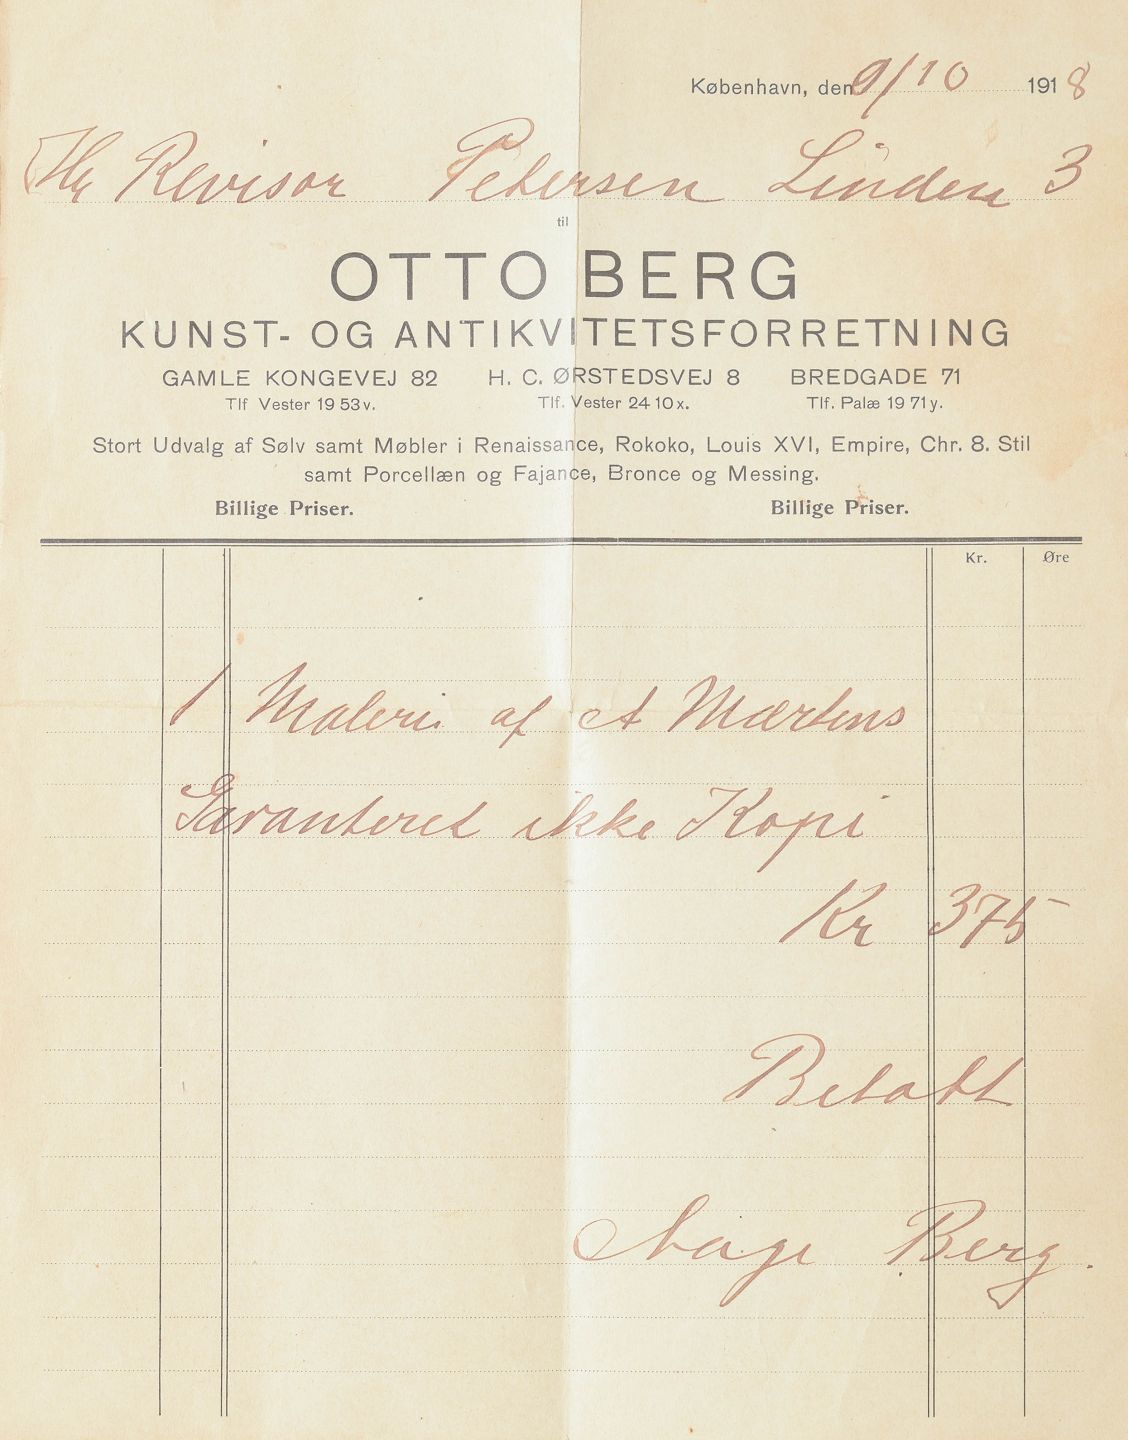 København, den 9/10 1918
Hr Revisor Petersen Linden 3
til
OTTO BERG
KUNST- OG ANTIKVITETSFORRETNING
GAMLE KONGEVEJ 82 H. C. ØRSTEDSVEJ 8 BREDGADE 71
Tlf Vester 19 53 v. Tlf. Vester 24 10 x. Tlf. Palæ 19 71 y.
Stort Udvalg af Sølv samt Møbler i Renaissance, Rokoko, Louis XVI, Empire, Chr. 8. Stil
samt Porcellæn og Fajance, Bronce og Messing.
Billige Priser. Billige Priser.
Kr. Øre
1 Maleri af A Mærtens
Garanteret ikke Kopi
Kr 375 -
Betalt
Aage Berg.